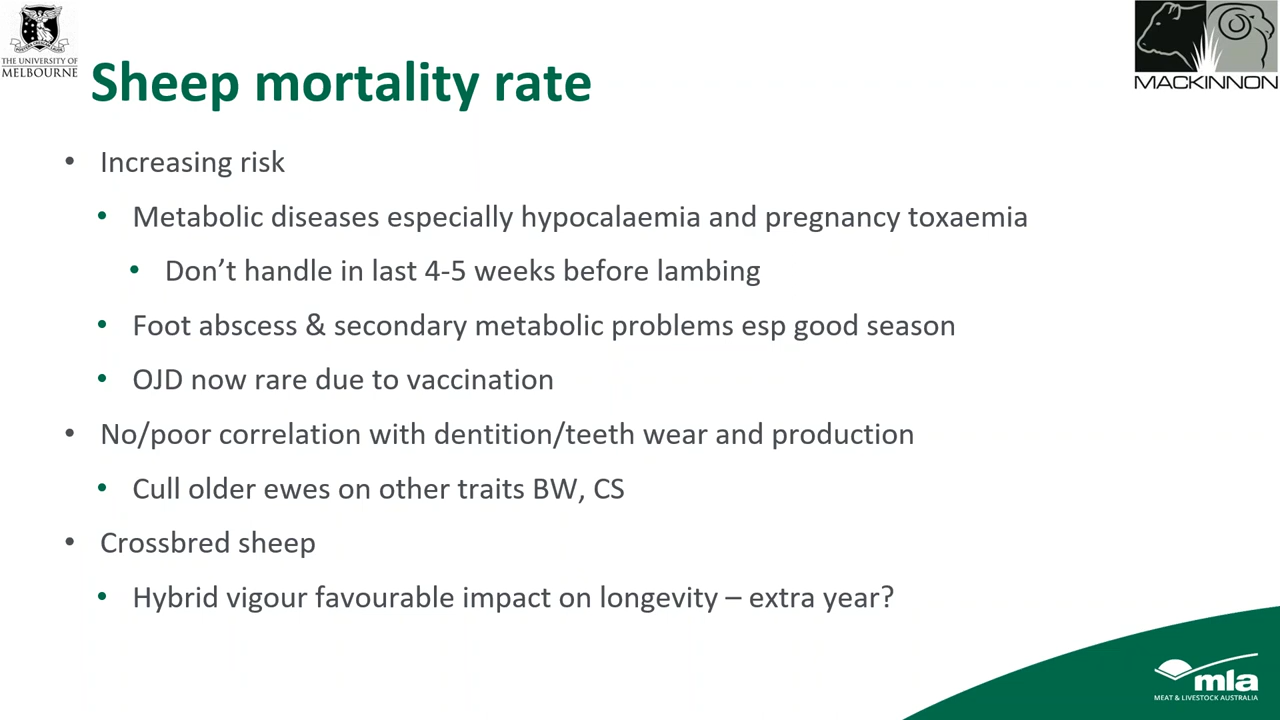 THE UNIVERSITY OF
MELBOURNE
MACKINNON
Sheep mortality rate
• Increasing risk
• Metabolic diseases especially hypocalaemia and pregnancy toxaemia
• Don’t handle in last 4-5 weeks before lambing
• Foot abscess & secondary metabolic problems esp good season
• OJD now rare due to vaccination
• No/poor correlation with dentition/teeth wear and production
• Cull older ewes on other traits BW, CS
• Crossbred sheep
• Hybrid vigour favourable impact on longevity – extra year?
mla
MEAT & LIVESTOCK AUSTRALIA